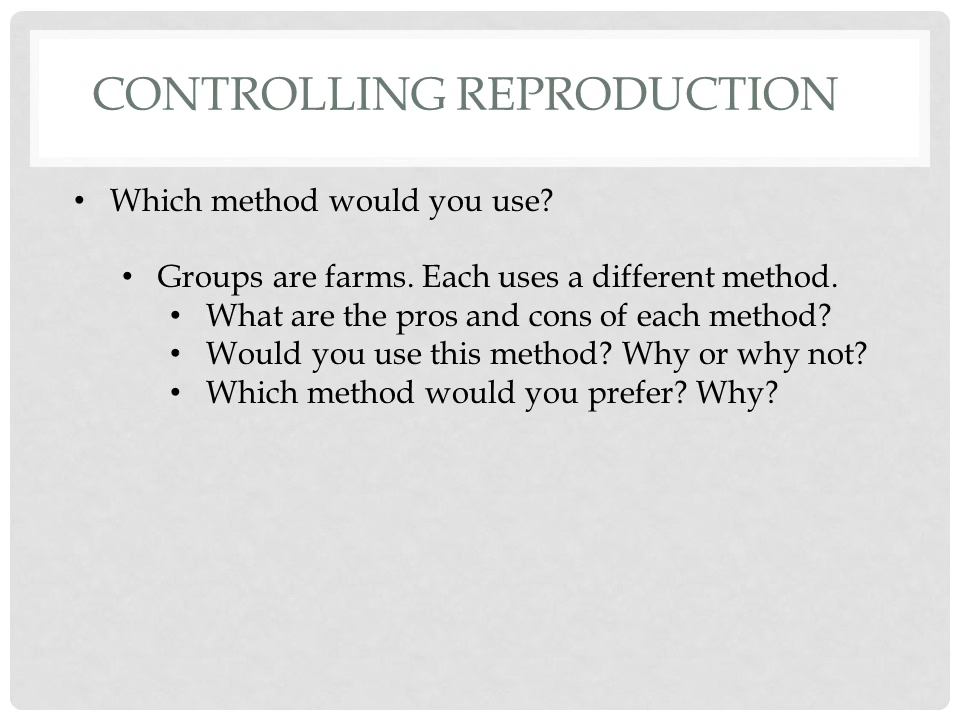 CONTROLLING REPRODUCTION
• Which method would you use?
• Groups are farms. Each uses a different method.
• What are the pros and cons of each method?
• Would you use this method? Why or why not?
• Which method would you prefer? Why?